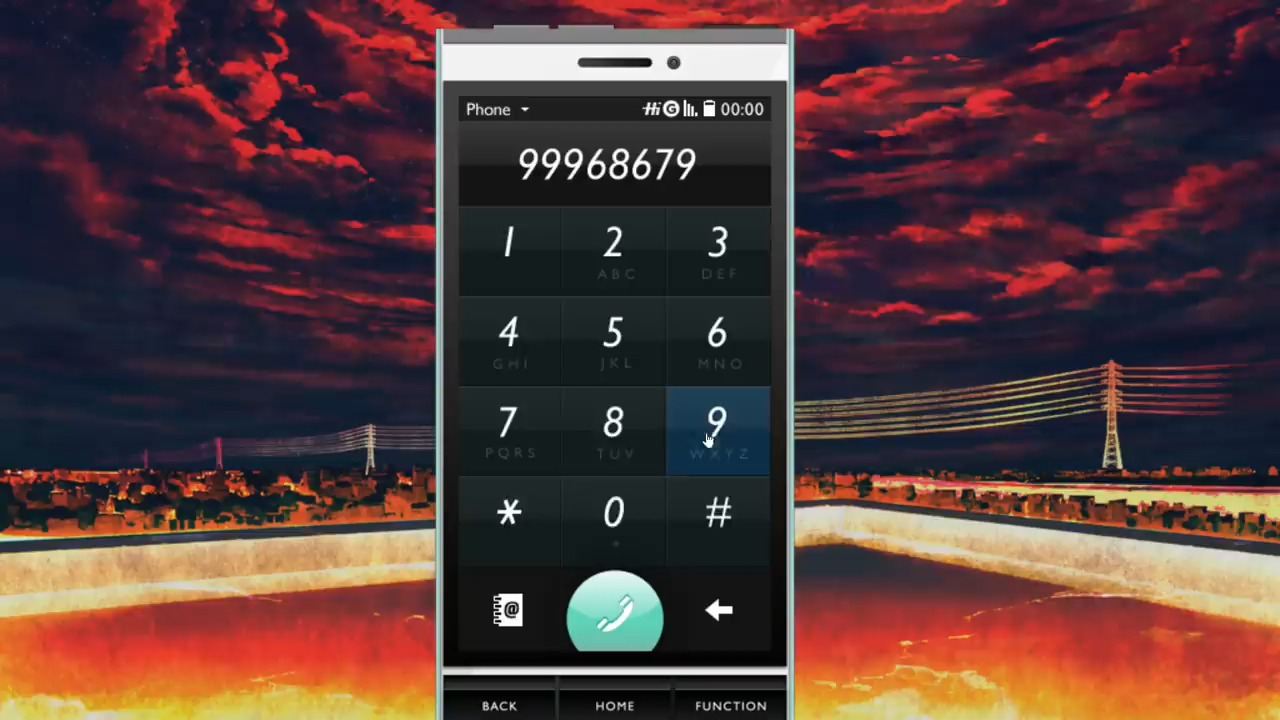 Phone 00:00
99968679
1 2 3
ABC DEF
4 5 6
GHI JKL MNO
7 8 9
PQRS TUV WXYZ
* 0 #
+
BACK HOME FUNCTION